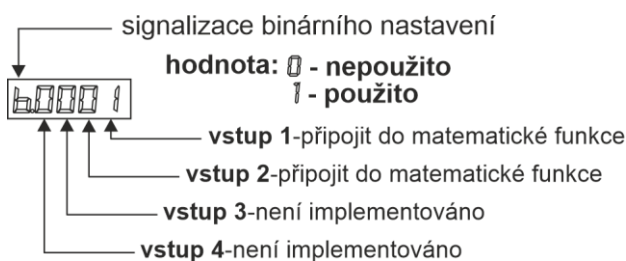 signalizace binárního nastavení
hodnota: 0 - nepoužito
1 - použito
b.0001
vstup 1-připojit do matematické funkce
vstup 2-připojit do matematické funkce
vstup 3-není implementováno
vstup 4-není implementováno